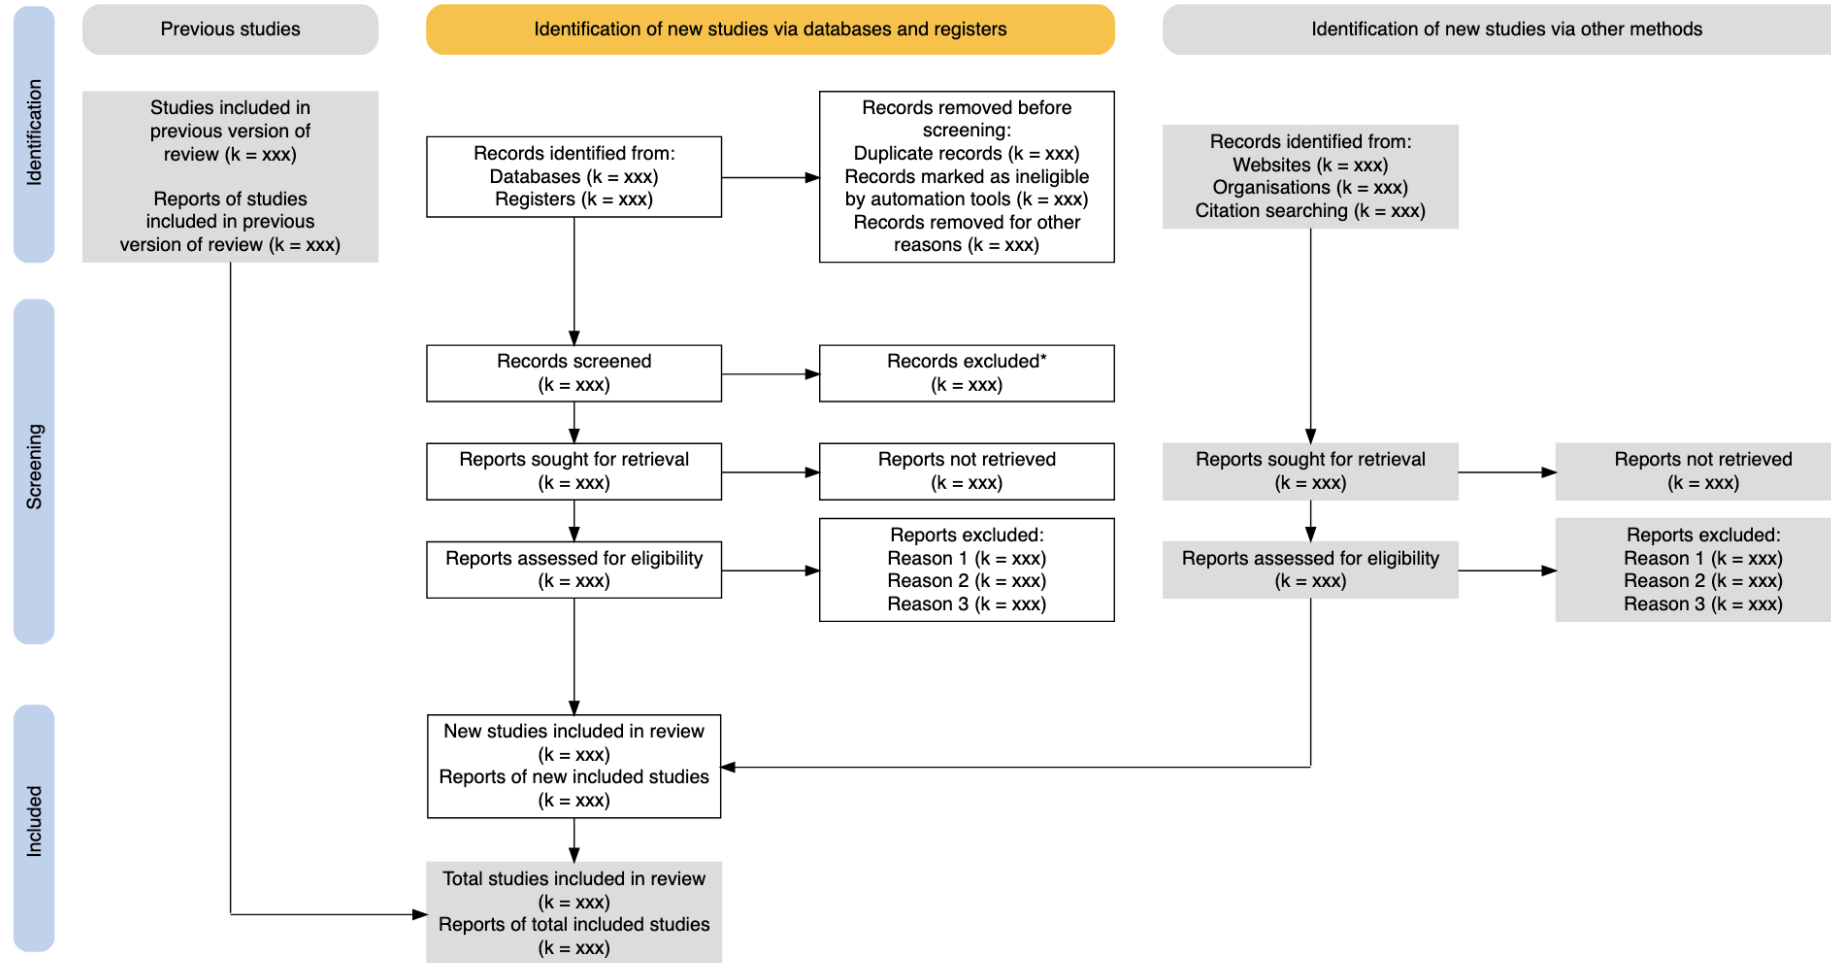 Identification
Previous studies
Identification of new studies via databases and registers
Identification of new studies via other methods
Studies included in
previous version of
review (k = xxx)
Reports of studies
included in previous
version of review (k = xxx)
Records identified from:
Databases (k = xxx)
Registers (k = xxx)
Records removed before
screening:
Duplicate records (k = xxx)
Records marked as ineligible
by automation tools (k = xxx)
Records removed for other
reasons (k = xxx)
Records identified from:
Websites (k = xxx)
Organisations (k = xxx)
Citation searching (k = xxx)
Screening
Records screened
(k = xxx)
Records excluded*
(k = xxx)
Reports sought for retrieval
(k = xxx)
Reports not retrieved
(k = xxx)
Reports sought for retrieval
(k = xxx)
Reports not retrieved
(k = xxx)
Reports assessed for eligibility
(k = xxx)
Reports excluded:
Reason 1 (k = xxx)
Reason 2 (k = xxx)
Reason 3 (k = xxx)
Reports assessed for eligibility
(k = xxx)
Reports excluded:
Reason 1 (k = xxx)
Reason 2 (k = xxx)
Reason 3 (k = xxx)
Included
New studies included in review
(k = xxx)
Reports of new included studies
(k = xxx)
Total studies included in review
(k = xxx)
Reports of total included studies
(k = xxx)